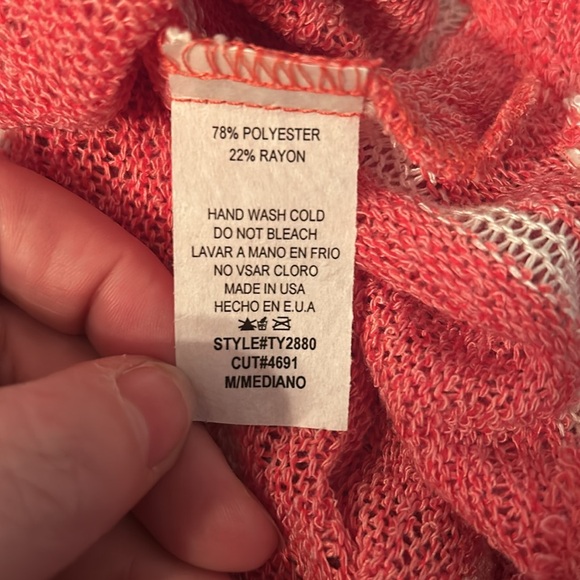 78% POLYESTER
22% RAYON
HAND WASH COLD
DO NOT BLEACH
LAVAR A MANO EN FRIO
NO VSAR CLORO
MADE IN USA
HECHO EN E.U.A
STYLE#TY2880
CUT#4691
M/MEDIANO